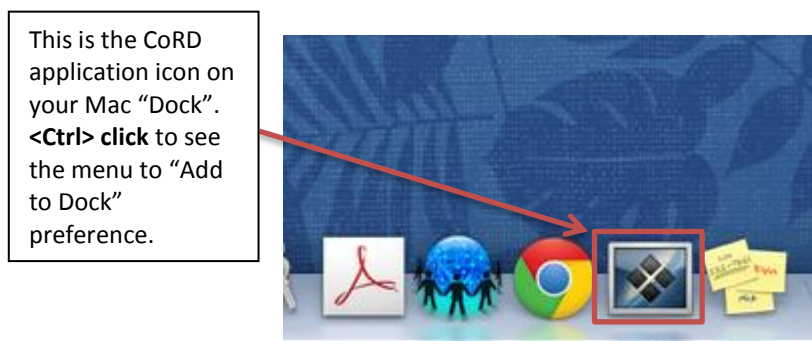 This is the CoRD
application icon on
your Mac “Dock”.
<Ctrl> click to see
the menu to “Add
to Dock”
preference.